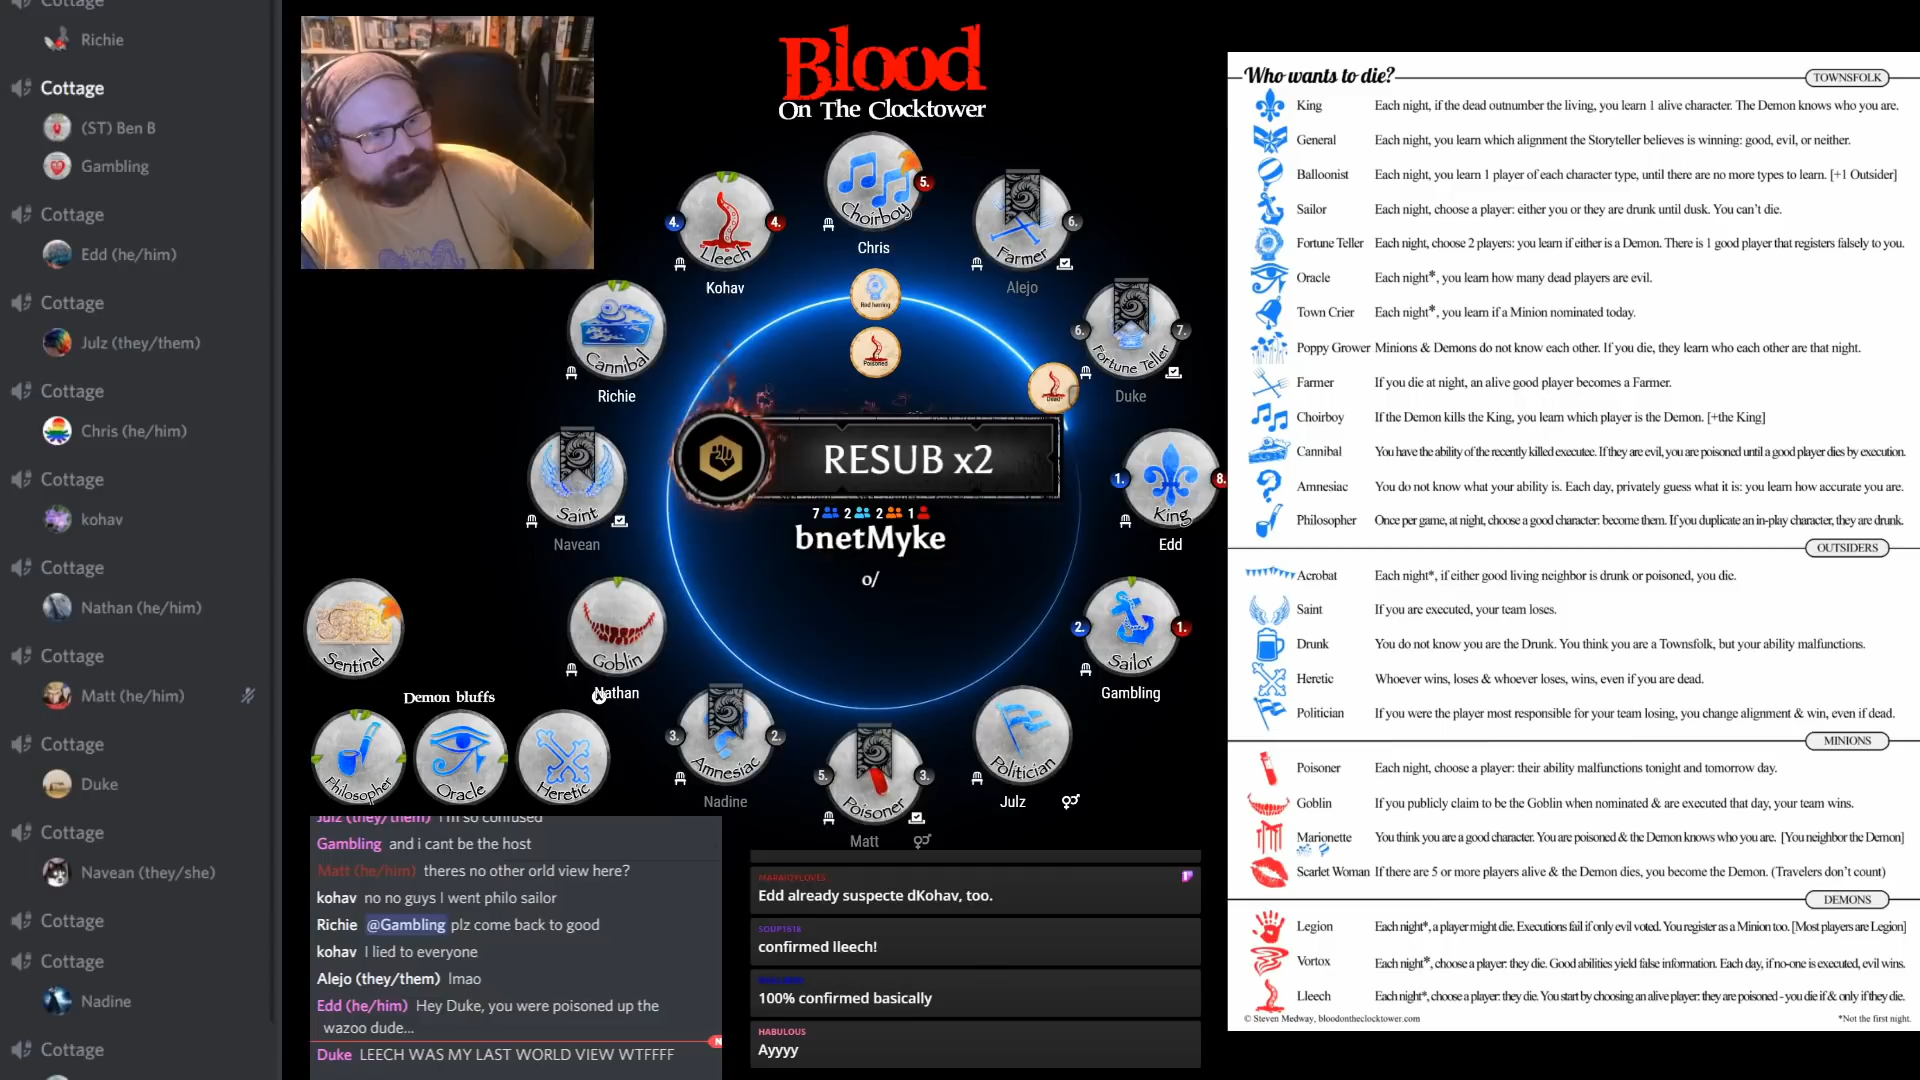 Cottage
Richie
Cottage
(ST) Ben B
Gambling
Cottage
Edd (he/him)
Cottage
Julz (they/them)
Cottage
Chris (he/him)
Cottage
kohav
Cottage
Nathan (he/him)
Cottage
Matt (he/him)
Cottage
Duke
Cottage
Navean (they/she)
Cottage
Cottage
Nadine
Cottage
Blood
On The Clocktower
Choirboy
5.
Chris
4.
Lleech
4.
Kohav
Farmer
6.
Alejo
Cannibal
Richie
Red herring
Poisoned
6.
Fortune Teller
7.
Duke
Dead
Saint
Navean
RESUB x2
7 2 2 1
bnetMyke
o/
1.
King
8.
Edd
Sentinel
Goblin
Nathan
2.
Sailor
1.
Gambling
Demon bluffs
Philosopher
Oracle
Heretic
3.
Amnesiac
2.
Nadine
5.
Poisoner
3.
Matt
Politician
Julz
Julz (they/them) I'm so confused
Gambling and i cant be the host
Matt (he/him) theres no other orld view here?
kohav no no guys I went philo sailor
Richie @Gambling plz come back to good
kohav I lied to everyone
Alejo (they/them) lmao
Edd (he/him) Hey Duke, you were poisoned up the
wazoo dude...
Duke LEECH WAS MY LAST WORLD VIEW WTFFFF
Edd already suspecte dKohav, too.
SOUP1618
confirmed lleech!
100% confirmed basically
HABULOUS
Ayyyy
Who wants to die?
TOWNSFOLK
King Each night, if the dead outnumber the living, you learn 1 alive character. The Demon knows who you are.
General Each night, you learn which alignment the Storyteller believes is winning: good, evil, or neither.
Balloonist Each night, you learn 1 player of each character type, until there are no more types to learn. [+1 Outsider]
Sailor Each night, choose a player: either you or they are drunk until dusk. You can't die.
Fortune Teller Each night, choose 2 players: you learn if either is a Demon. There is 1 good player that registers falsely to you.
Oracle Each night*, you learn how many dead players are evil.
Town Crier Each night*, you learn if a Minion nominated today.
Poppy Grower Minions & Demons do not know each other. If you die, they learn who each other are that night.
Farmer If you die at night, an alive good player becomes a Farmer.
Choirboy If the Demon kills the King, you learn which player is the Demon. [+the King]
Cannibal You have the ability of the recently killed executee. If they are evil, you are poisoned until a good player dies by execution.
Amnesiac You do not know what your ability is. Each day, privately guess what it is: you learn how accurate you are.
Philosopher Once per game, at night, choose a good character: become them. If you duplicate an in-play character, they are drunk.
OUTSIDERS
Acrobat Each night*, if either good living neighbor is drunk or poisoned, you die.
Saint If you are executed, your team loses.
Drunk You do not know you are the Drunk. You think you are a Townsfolk, but your ability malfunctions.
Heretic Whoever wins, loses & whoever loses, wins, even if you are dead.
Politician If you were the player most responsible for your team losing, you change alignment & win, even if dead.
MINIONS
Poisoner Each night, choose a player: their ability malfunctions tonight and tomorrow day.
Goblin If you publicly claim to be the Goblin when nominated & are executed that day, your team wins.
Marionette You think you are a good character. You are poisoned & the Demon knows who you are. [You neighbor the Demon]
Scarlet Woman If there are 5 or more players alive & the Demon dies, you become the Demon. (Travelers don't count)
DEMONS
Legion Each night*, a player might die. Executions fail if only evil voted. You register as a Minion too. [Most players are Legion]
Vortox Each night*, choose a player: they die. Good abilities yield false information. Each day, if no-one is executed, evil wins.
Lleech Each night*, choose a player: they die. You start by choosing an alive player: they are poisoned - you die if & only if they die.
© Steven Medway, bloodontheclocktower.com
*Not the first night.